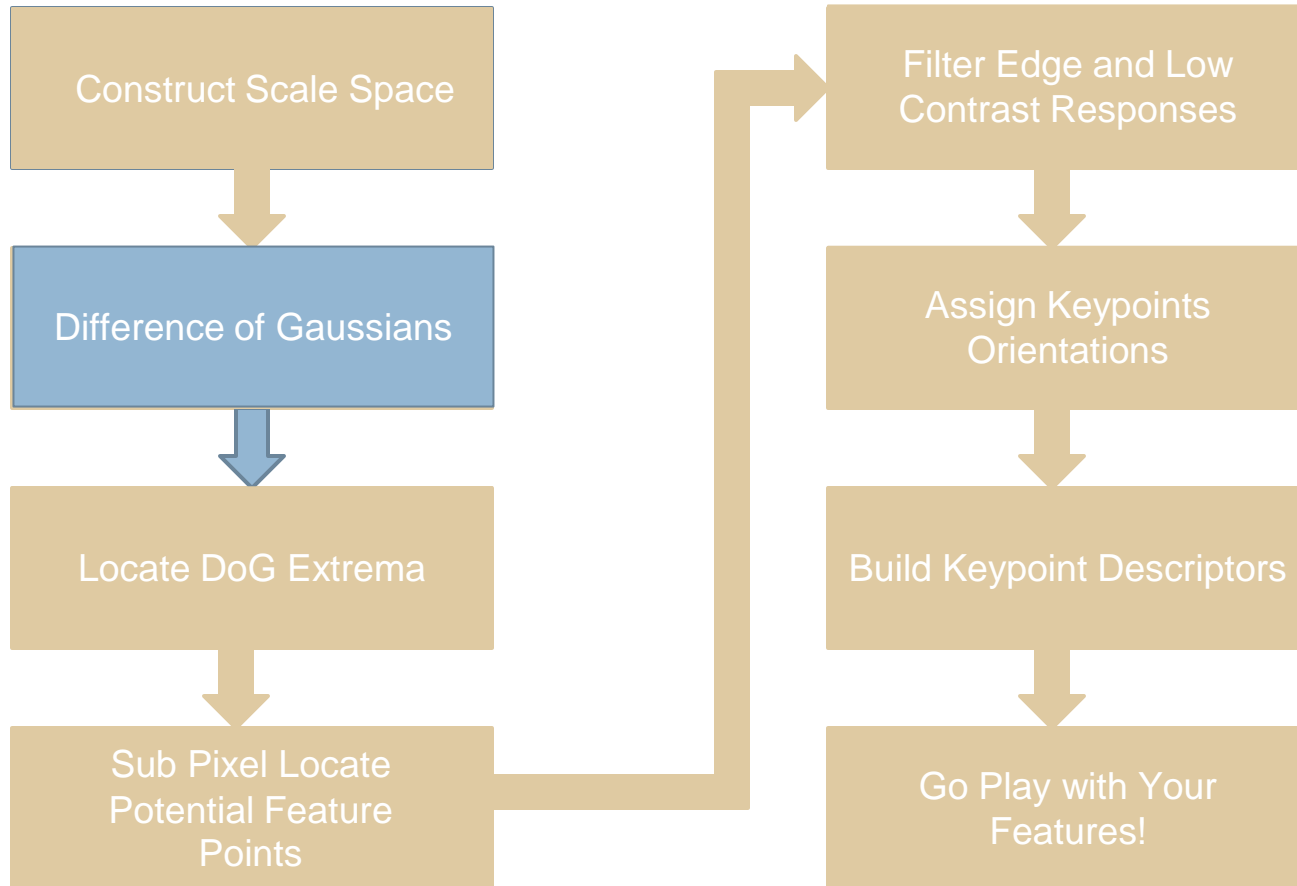 Construct Scale Space
Difference of Gaussians
Locate DoG Extrema
Sub Pixel Locate
Potential Feature
Points
Filter Edge and Low
Contrast Responses
Assign Keypoints
Orientations
Build Keypoint Descriptors
Go Play with Your
Features!